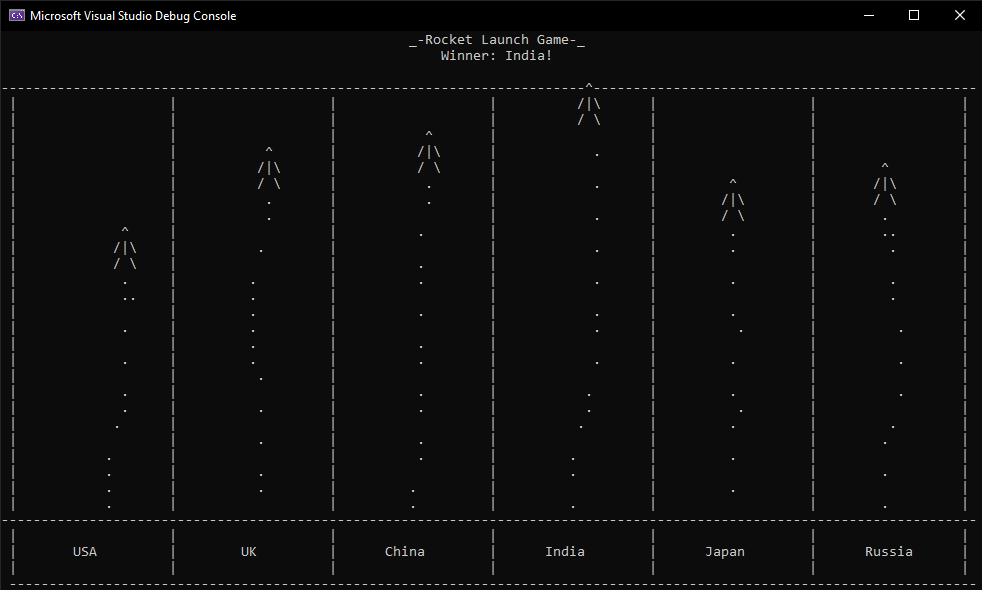 Microsoft Visual Studio Debug Console
_-Rocket Launch Game-_
Winner: India!
USA UK China India Japan Russia